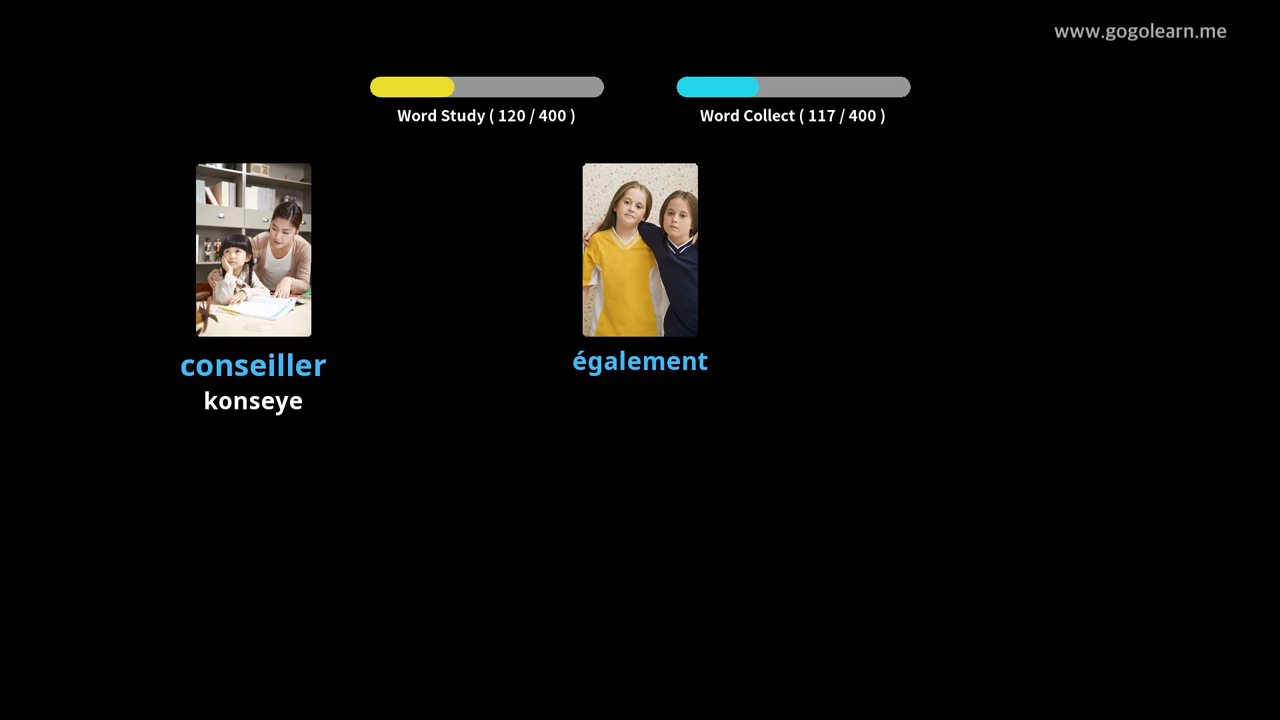 www.gogolearn.me
Word Study ( 120 / 400 )
Word Collect ( 117 / 400 )
conseiller
konseye
également